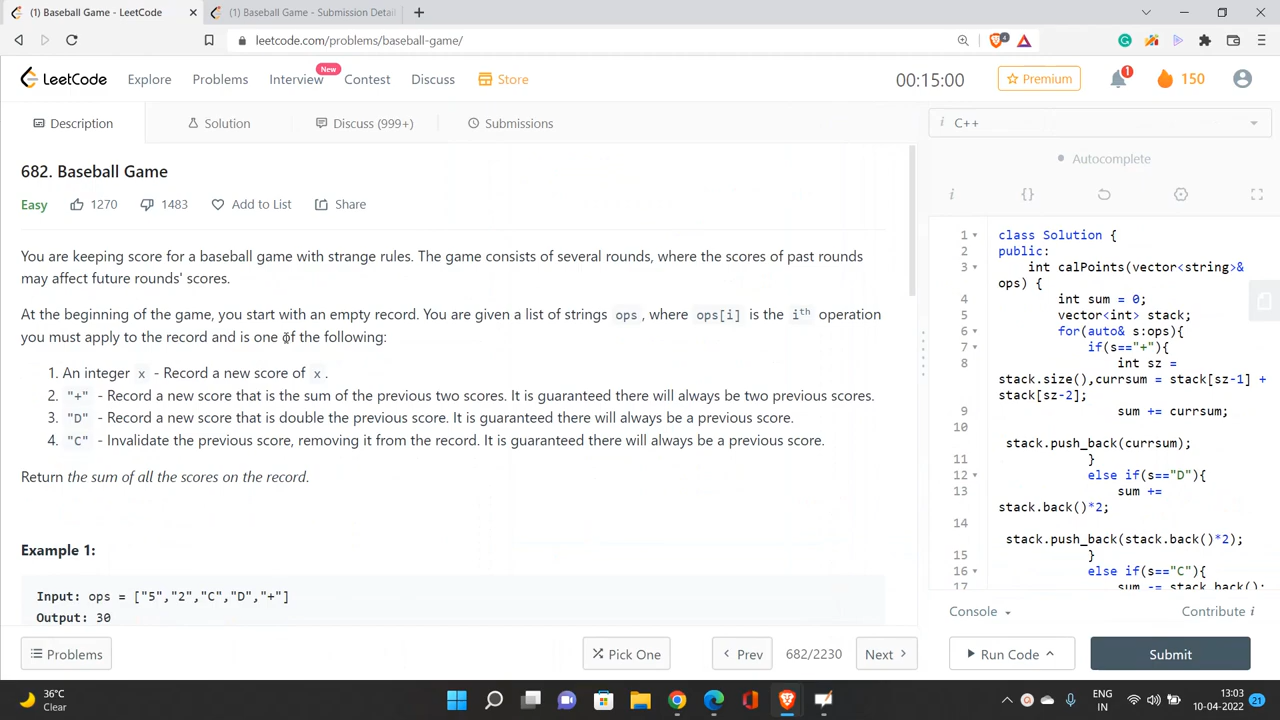 (1) Baseball Game - LeetCode
(1) Baseball Game - Submission Detai
leetcode.com/problems/baseball-game/
4
LeetCode
Explore
Problems
Interview
New
Contest
Discuss
Store
00:15:00
Premium
1
150
Description
Solution
Discuss (999+)
Submissions
i C++
682. Baseball Game
Easy
1270
1483
Add to List
Share
You are keeping score for a baseball game with strange rules. The game consists of several rounds, where the scores of past rounds
may affect future rounds' scores.
At the beginning of the game, you start with an empty record. You are given a list of strings ops, where ops[i] is the ith operation
you must apply to the record and is one of the following:
1. An integer x - Record a new score of x.
2. "+" - Record a new score that is the sum of the previous two scores. It is guaranteed there will always be two previous scores.
3. "D" - Record a new score that is double the previous score. It is guaranteed there will always be a previous score.
4. "C" - Invalidate the previous score, removing it from the record. It is guaranteed there will always be a previous score.
Return the sum of all the scores on the record.
Example 1:
Input: ops = ["5","2","C","D","+"]
Output: 30
Autocomplete
i {}
1 class Solution {
2 public:
3 int calPoints(vector<string>&
ops) {
4 int sum = 0;
5 vector<int> stack;
6 for(auto& s:ops){
7 if(s=="+"){
8 int sz =
stack.size(),currsum = stack[sz-1] +
stack[sz-2];
9 sum += currsum;
10
stack.push_back(currsum);
11 }
12 else if(s=="D"){
13 sum +=
stack.back()*2;
14
stack.push_back(stack.back()*2);
15 }
16 else if(s=="C"){
17 sum -= stack.back();
Problems
Pick One
Prev
682/2230
Next
Console
Contribute i
Run Code
Submit
36°C
Clear
ENG
IN
13:03
10-04-2022
21